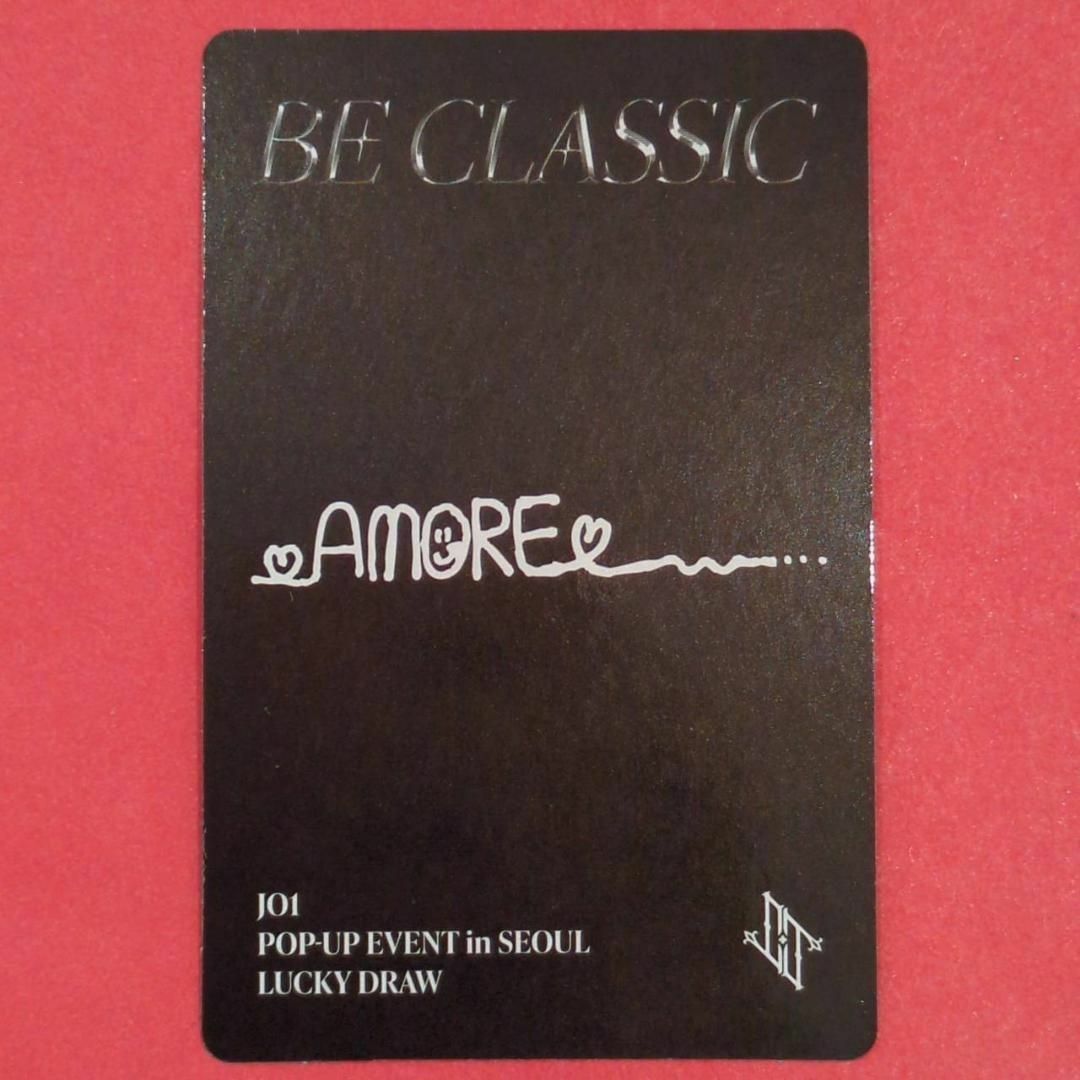 BE CLASSIC
AMORE...
JO1
POP-UP EVENT in SEOUL
LUCKY DRAW